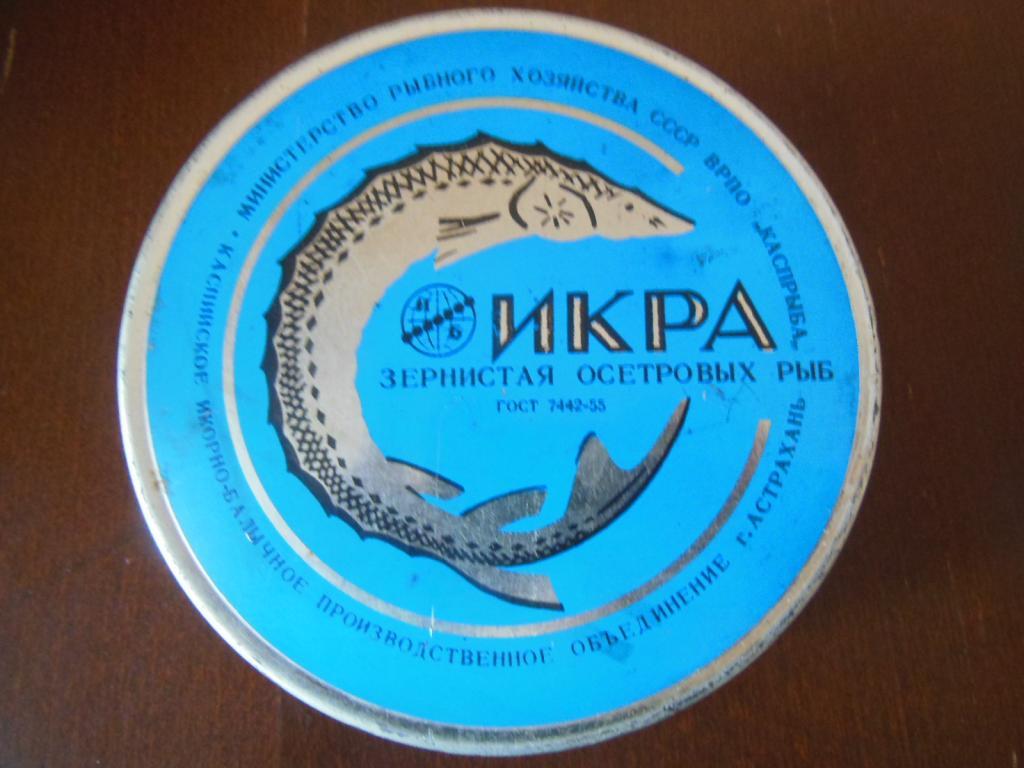 МИНИСТЕРСТВО РЫБНОГО ХОЗЯЙСТВА СССР ВРПО „КАСПРЫБА"
• КАСПИЙСКОЕ ИКОРНО-БАЛЫЧНОЕ ПРОИЗВОДСТВЕННОЕ ОБЪЕДИНЕНИЕ г.АСТРАХАНЬ
ИКРА
ЗЕРНИСТАЯ ОСЕТРОВЫХ РЫБ
ГОСТ 7442-55